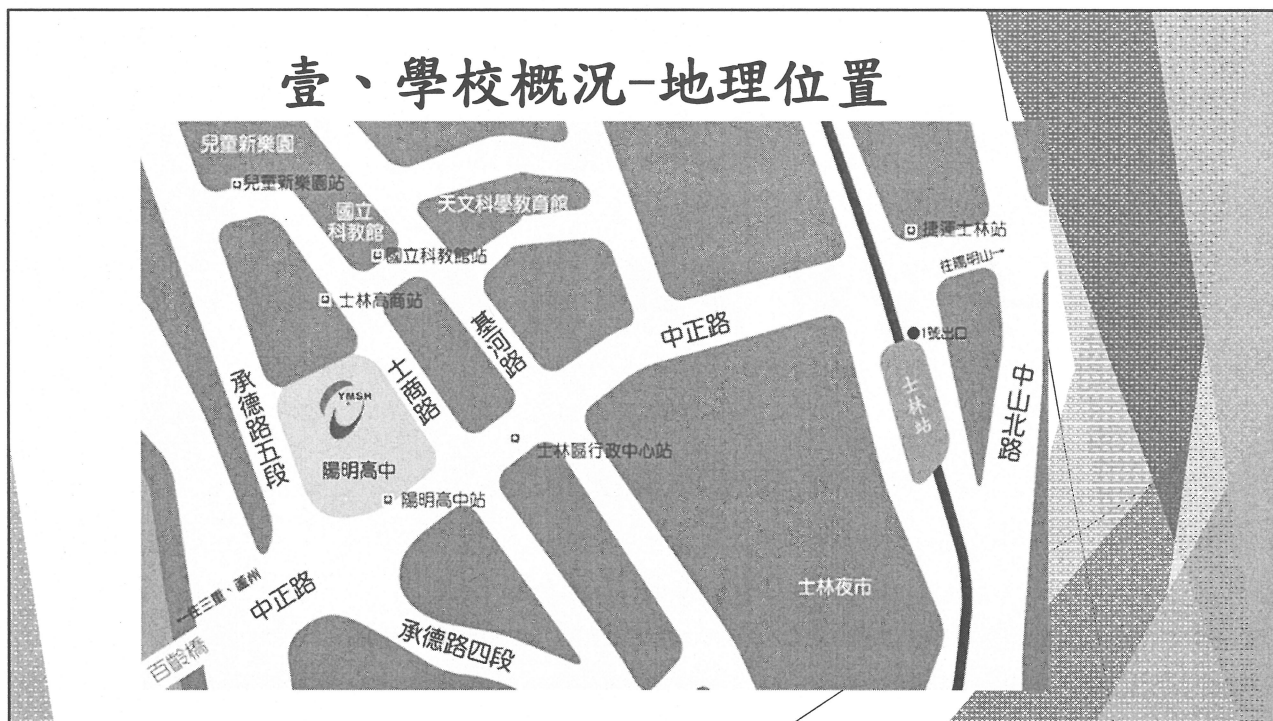 壹、學校概況-地理位置
兒童新樂園
兒童新樂園站
國立
科教館
天文科學教育館
國立科教館站
捷運士林站
往陽明山→
士林高商站
基河路
中正路
1號出口
承德路五段
YMSH
士商路
士林站
中山北路
陽明高中
士林區行政中心站
陽明高中站
←往三重、蘆州
中正路
士林夜市
百齡橋
承德路四段